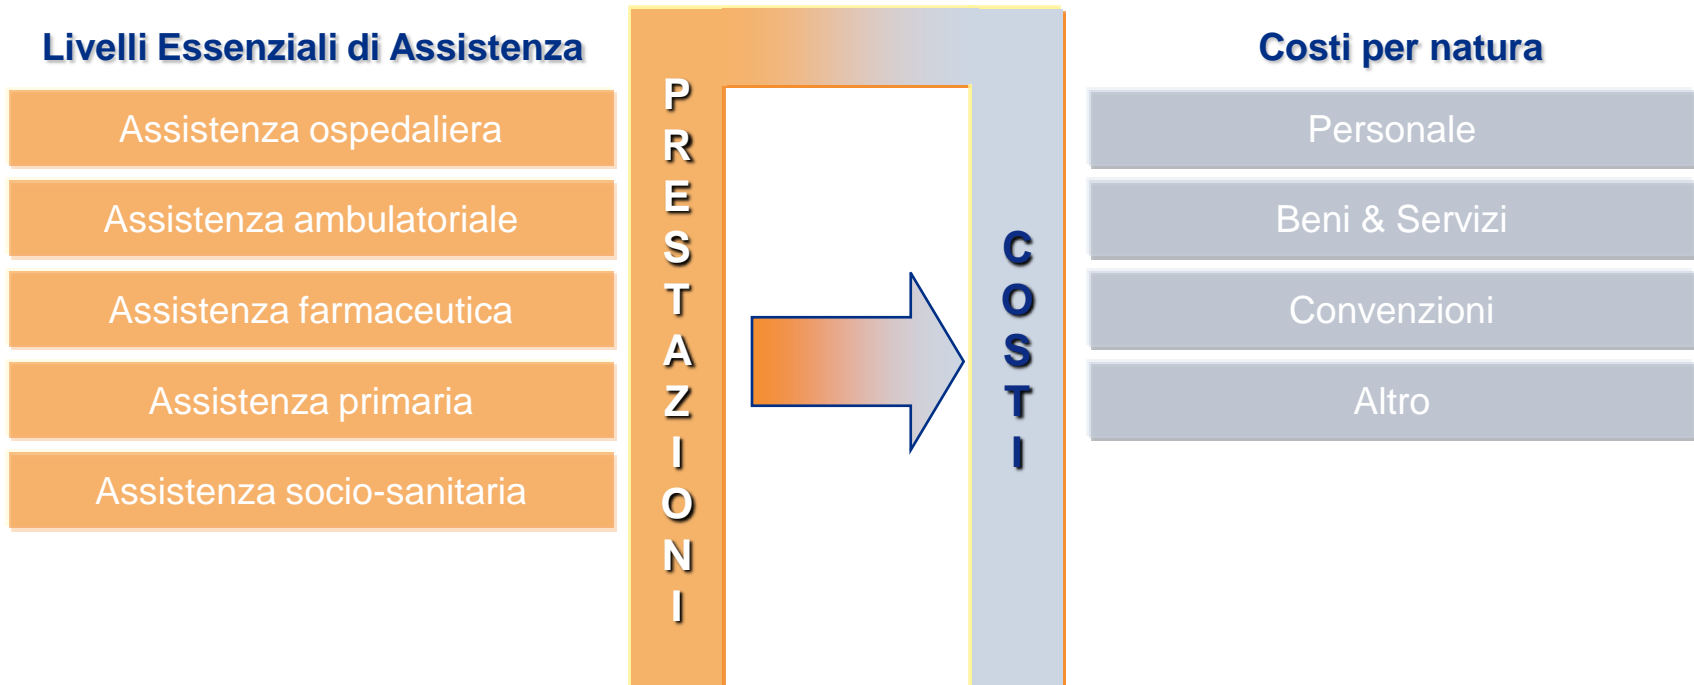 Livelli Essenziali di Assistenza
Assistenza ospedaliera
Assistenza ambulatoriale
Assistenza farmaceutica
Assistenza primaria
Assistenza socio-sanitaria
PRESTAZIONI
COSTI
Costi per natura
Personale
Beni & Servizi
Convenzioni
Altro